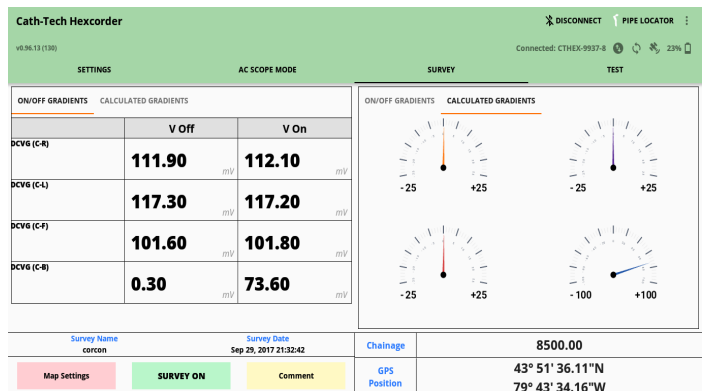 Cath-Tech Hexcorder
DISCONNECT PIPE LOCATOR
v0.96.13 (130)
Connected: CTHEX-9937-8 23%
SETTINGS AC SCOPE MODE SURVEY TEST
ON/OFF GRADIENTS CALCULATED GRADIENTS
V Off V On
DCVG (C-R)
111.90 mV 112.10 mV
DCVG (C-L)
117.30 mV 117.20 mV
DCVG (C-F)
101.60 mV 101.80 mV
DCVG (C-B)
0.30 mV 73.60 mV
ON/OFF GRADIENTS CALCULATED GRADIENTS
-25 +25
-25 +25
-25 +25
-100 +100
Survey Name
corcon
Survey Date
Sep 29, 2017 21:32:42
Map Settings SURVEY ON Comment
Chainage 8500.00
GPS
Position
43° 51' 36.11"N
79° 43' 34.16"W